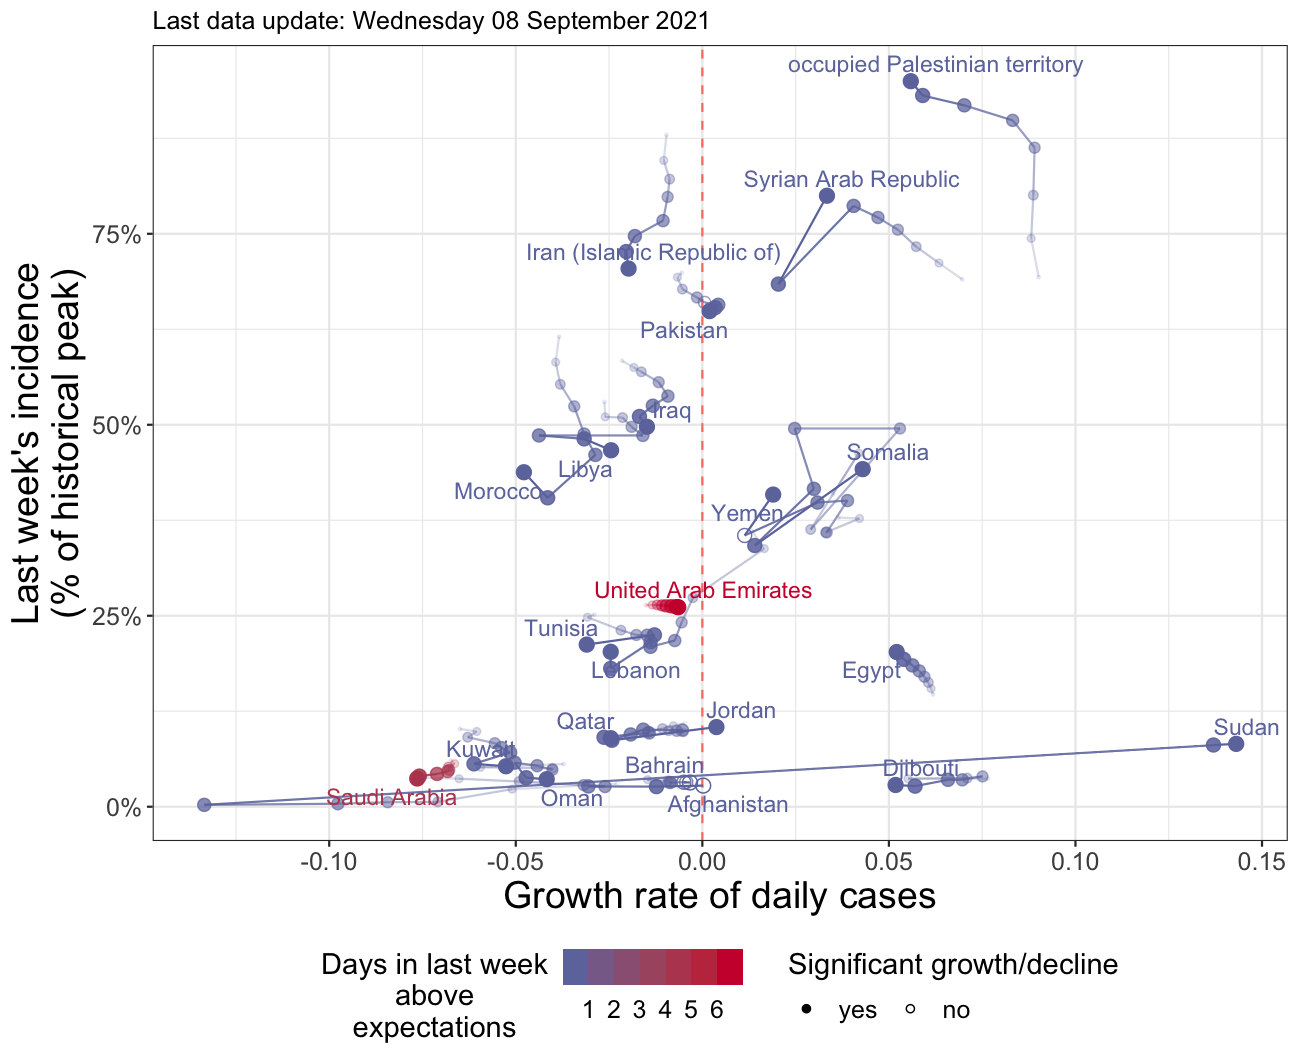 Last data update: Wednesday 08 September 2021
occupied Palestinian territory
Syrian Arab Republic
75%
Iran (Islamic Republic of)
Pakistan
Iraq
50%
Somalia
Libya
Morocco
Yemen
United Arab Emirates
25%
Tunisia
Lebanon
Egypt
Jordan
Qatar
Sudan
Kuwait
Bahrain
Djibouti
Saudi Arabia
Oman
Afghanistan
0%
Last week's incidence
(% of historical peak)
-0.10
-0.05
0.00
0.05
0.10
0.15
Growth rate of daily cases
Days in last week
above
expectations
1 2 3 4 5 6
Significant growth/decline
yes
no